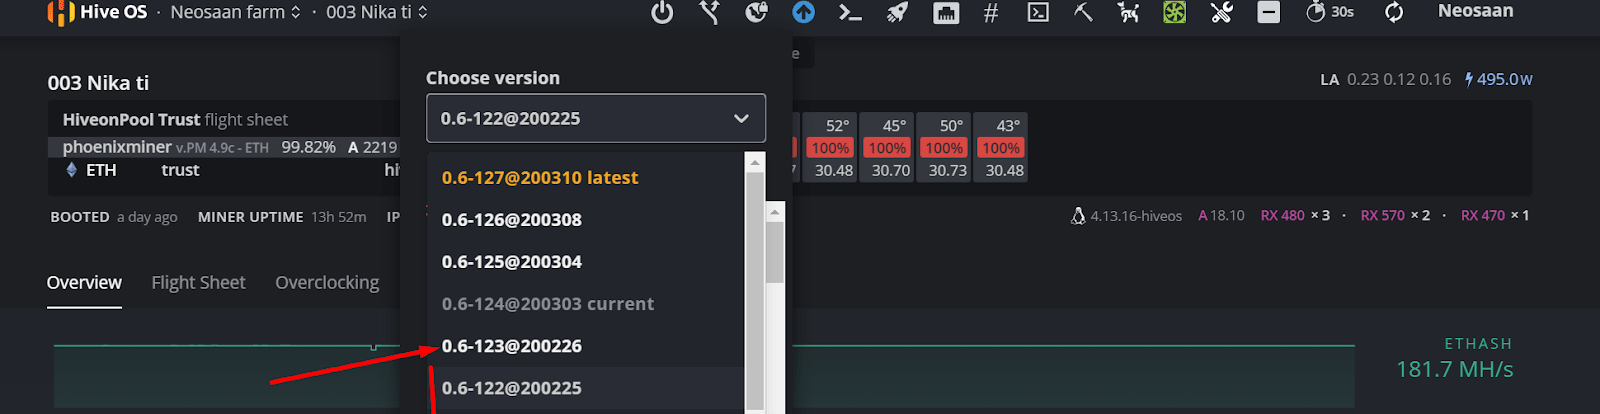 Hive OS · Neosaan farm · 003 Nika ti
# 30s Neosaan
003 Nika ti
LA 0.23 0.12 0.16 495.0 W
HiveonPool Trust flight sheet
phoenixminer v.PM 4.9c - ETH 99.82% A 2219
ETH trust
BOOTED a day ago MINER UPTIME 13h 52m
Choose version
0.6-122@200225
0.6-127@200310 latest
0.6-126@200308
0.6-125@200304
0.6-124@200303 current
0.6-123@200226
0.6-122@200225
52° 45° 50° 43°
100% 100% 100% 100%
30.48 30.70 30.73 30.48
4.13.16-hiveos A 18.10 RX 480 × 3 · RX 570 × 2 · RX 470 × 1
Overview Flight Sheet Overclocking
ETHASH
181.7 MH/s